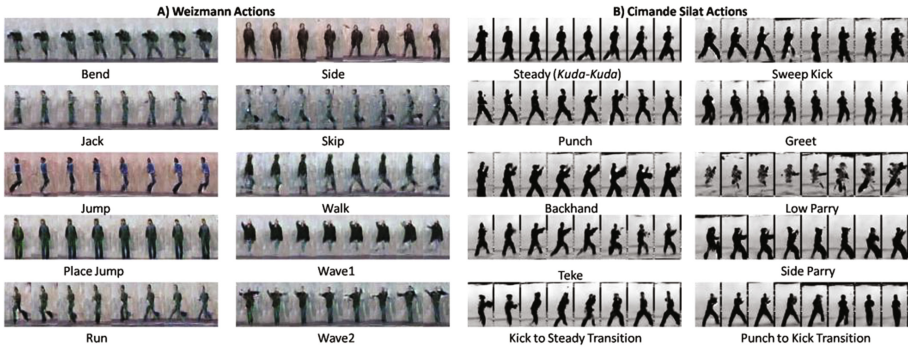 A) Weizmann Actions
B) Cimande Silat Actions
Bend
Side
Steady (Kuda-Kuda)
Sweep Kick
Jack
Skip
Punch
Greet
Jump
Walk
Backhand
Low Parry
Place Jump
Wave1
Teke
Side Parry
Run
Wave2
Kick to Steady Transition
Punch to Kick Transition